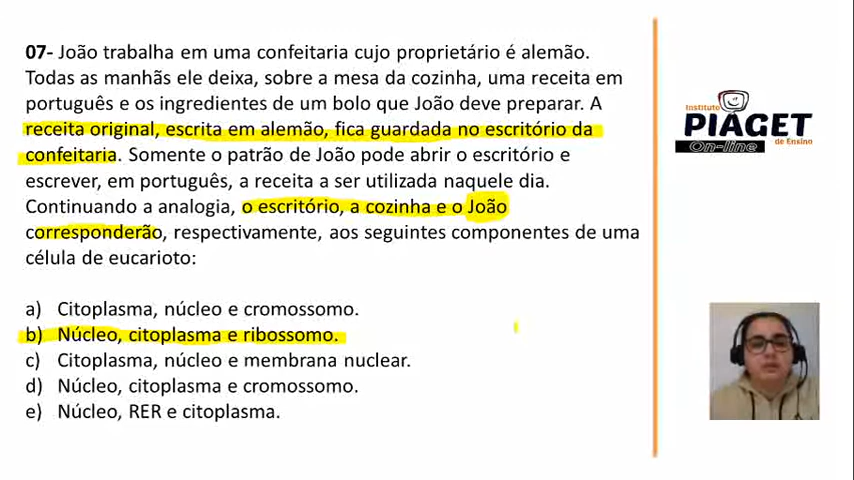 07- João trabalha em uma confeitaria cujo proprietário é alemão.
Todas as manhãs ele deixa, sobre a mesa da cozinha, uma receita em
português e os ingredientes de um bolo que João deve preparar. A
receita original, escrita em alemão, fica guardada no escritório da
confeitaria. Somente o patrão de João pode abrir o escritório e
escrever, em português, a receita a ser utilizada naquele dia.
Continuando a analogia, o escritório, a cozinha e o João
corresponderão, respectivamente, aos seguintes componentes de uma
célula de eucarioto:
a) Citoplasma, núcleo e cromossomo.
b) Núcleo, citoplasma e ribossomo.
c) Citoplasma, núcleo e membrana nuclear.
d) Núcleo, citoplasma e cromossomo.
e) Núcleo, RER e citoplasma.
Instituto
PIAGET
On-line de Ensino